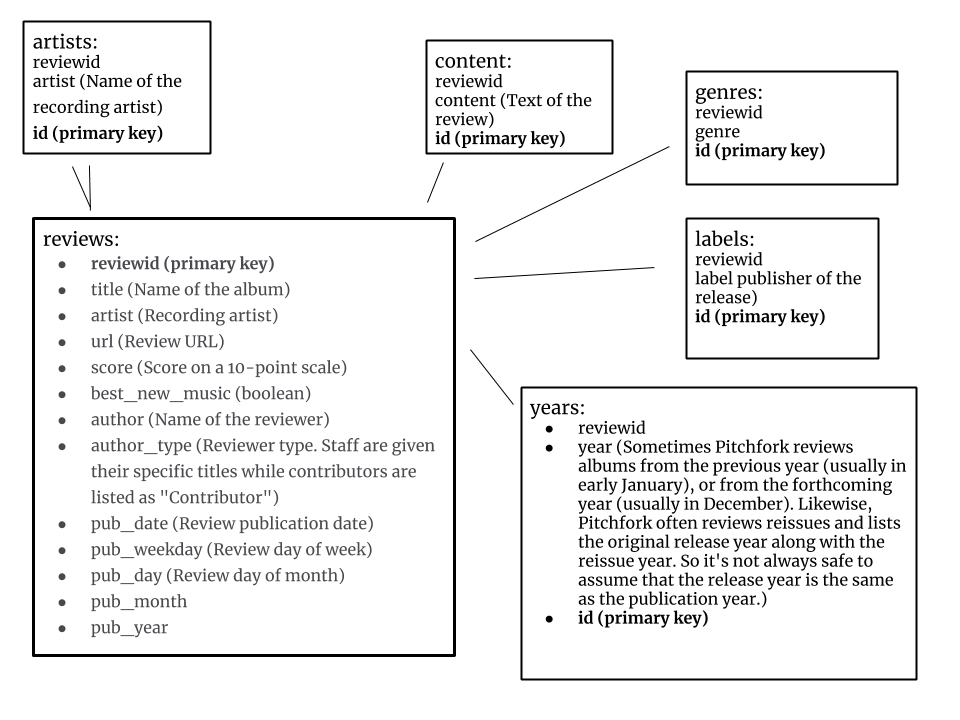 artists:
reviewid
artist (Name of the
recording artist)
id (primary key)
content:
reviewid
content (Text of the
review)
id (primary key)
genres:
reviewid
genre
id (primary key)
labels:
reviewid
label publisher of the
release)
id (primary key)
reviews:
● reviewid (primary key)
● title (Name of the album)
● artist (Recording artist)
● url (Review URL)
● score (Score on a 10-point scale)
● best_new_music (boolean)
● author (Name of the reviewer)
● author_type (Reviewer type. Staff are given
their specific titles while contributors are
listed as "Contributor")
● pub_date (Review publication date)
● pub_weekday (Review day of week)
● pub_day (Review day of month)
● pub_month
● pub_year
years:
● reviewid
● year (Sometimes Pitchfork reviews
albums from the previous year (usually in
early January), or from the forthcoming
year (usually in December). Likewise,
Pitchfork often reviews reissues and lists
the original release year along with the
reissue year. So it's not always safe to
assume that the release year is the same
as the publication year.)
● id (primary key)